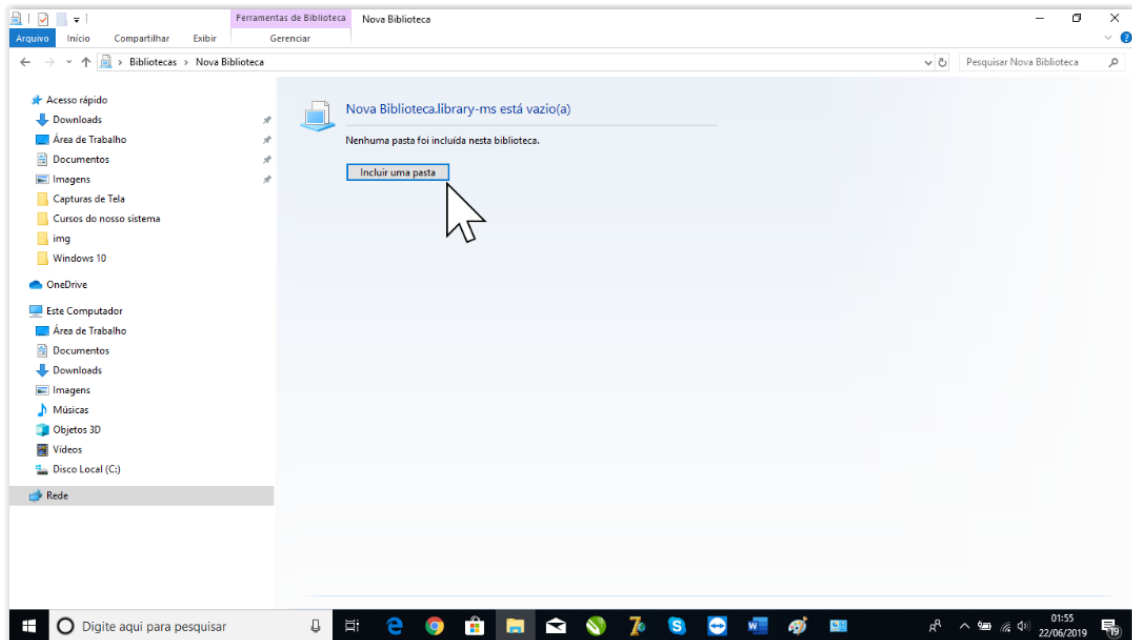 Ferramentas de Biblioteca Nova Biblioteca
Arquivo Início Compartilhar Exibir Gerenciar
Bibliotecas > Nova Biblioteca Pesquisar Nova Biblioteca
Acesso rápido
Downloads
Área de Trabalho
Documentos
Imagens
Capturas de Tela
Cursos do nosso sistema
img
Windows 10
OneDrive
Este Computador
Área de Trabalho
Documentos
Downloads
Imagens
Músicas
Objetos 3D
Vídeos
Disco Local (C:)
Rede
Nova Biblioteca.library-ms está vazio(a)
Nenhuma pasta foi incluída nesta biblioteca.
Incluir uma pasta
Digite aqui para pesquisar
01:55
22/06/2019
19